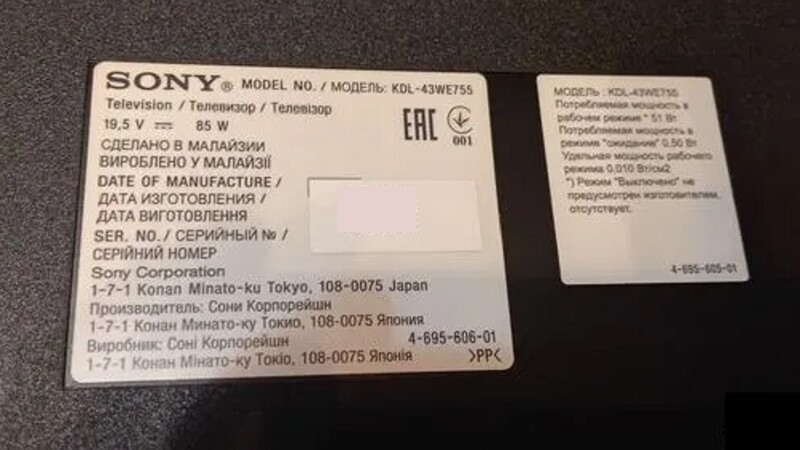 SONY® MODEL NO. / МОДЕЛЬ: KDL-43WE755
Television / Телевизор / Телевізор
19,5 V ⎓ 85 W
EAC
001
СДЕЛАНО В МАЛАЙЗИИ
ВИРОБЛЕНО У МАЛАЙЗІЇ
DATE OF MANUFACTURE /
ДАТА ИЗГОТОВЛЕНИЯ /
ДАТА ВИГОТОВЛЕННЯ
SER. NO. / СЕРИЙНЫЙ № /
СЕРІЙНИЙ НОМЕР
Sony Corporation
1-7-1 Konan Minato-ku Tokyo, 108-0075 Japan
Производитель: Сони Корпорейшн
1-7-1 Конан Минато-ку Токио, 108-0075 Япония
Виробник: Соні Корпорейшн 4-695-606-01
1-7-1 Конан Мінато-ку Токіо, 108-0075 Японія >PP<
МОДЕЛЬ : KDL-43WE755
Потребляемая мощность в
рабочем режиме * 51 Вт
Потребляемая мощность в
режиме "ожидание" 0,50 Вт
Удельная мощность рабочего
режима 0,010 Вт/см2
*) Режим "Выключено" не
предусмотрен изготовителем,
отсутствует.
4-695-605-01